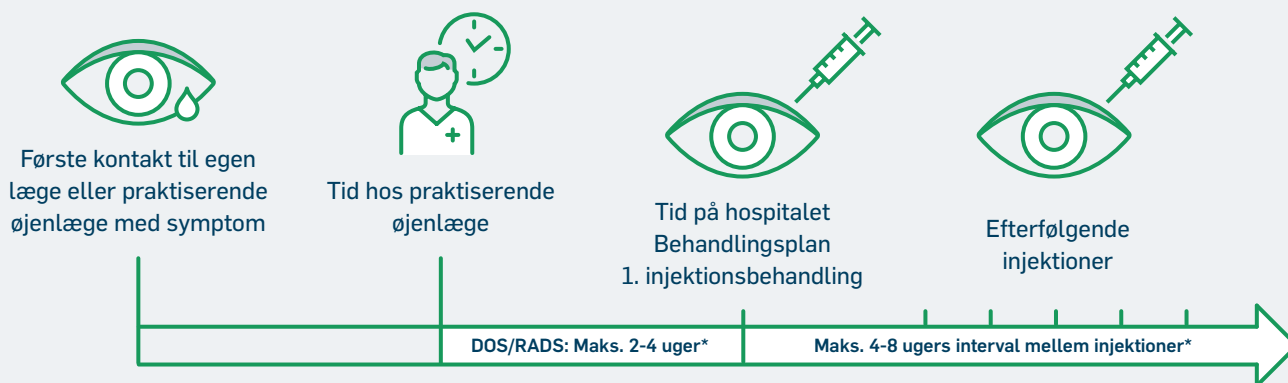 Første kontakt til egen
læge eller praktiserende
øjenlæge med symptom
Tid hos praktiserende
øjenlæge
Tid på hospitalet
Behandlingsplan
1. injektionsbehandling
Efterfølgende
injektioner
DOS/RADS: Maks. 2-4 uger*
Maks. 4-8 ugers interval mellem injektioner*